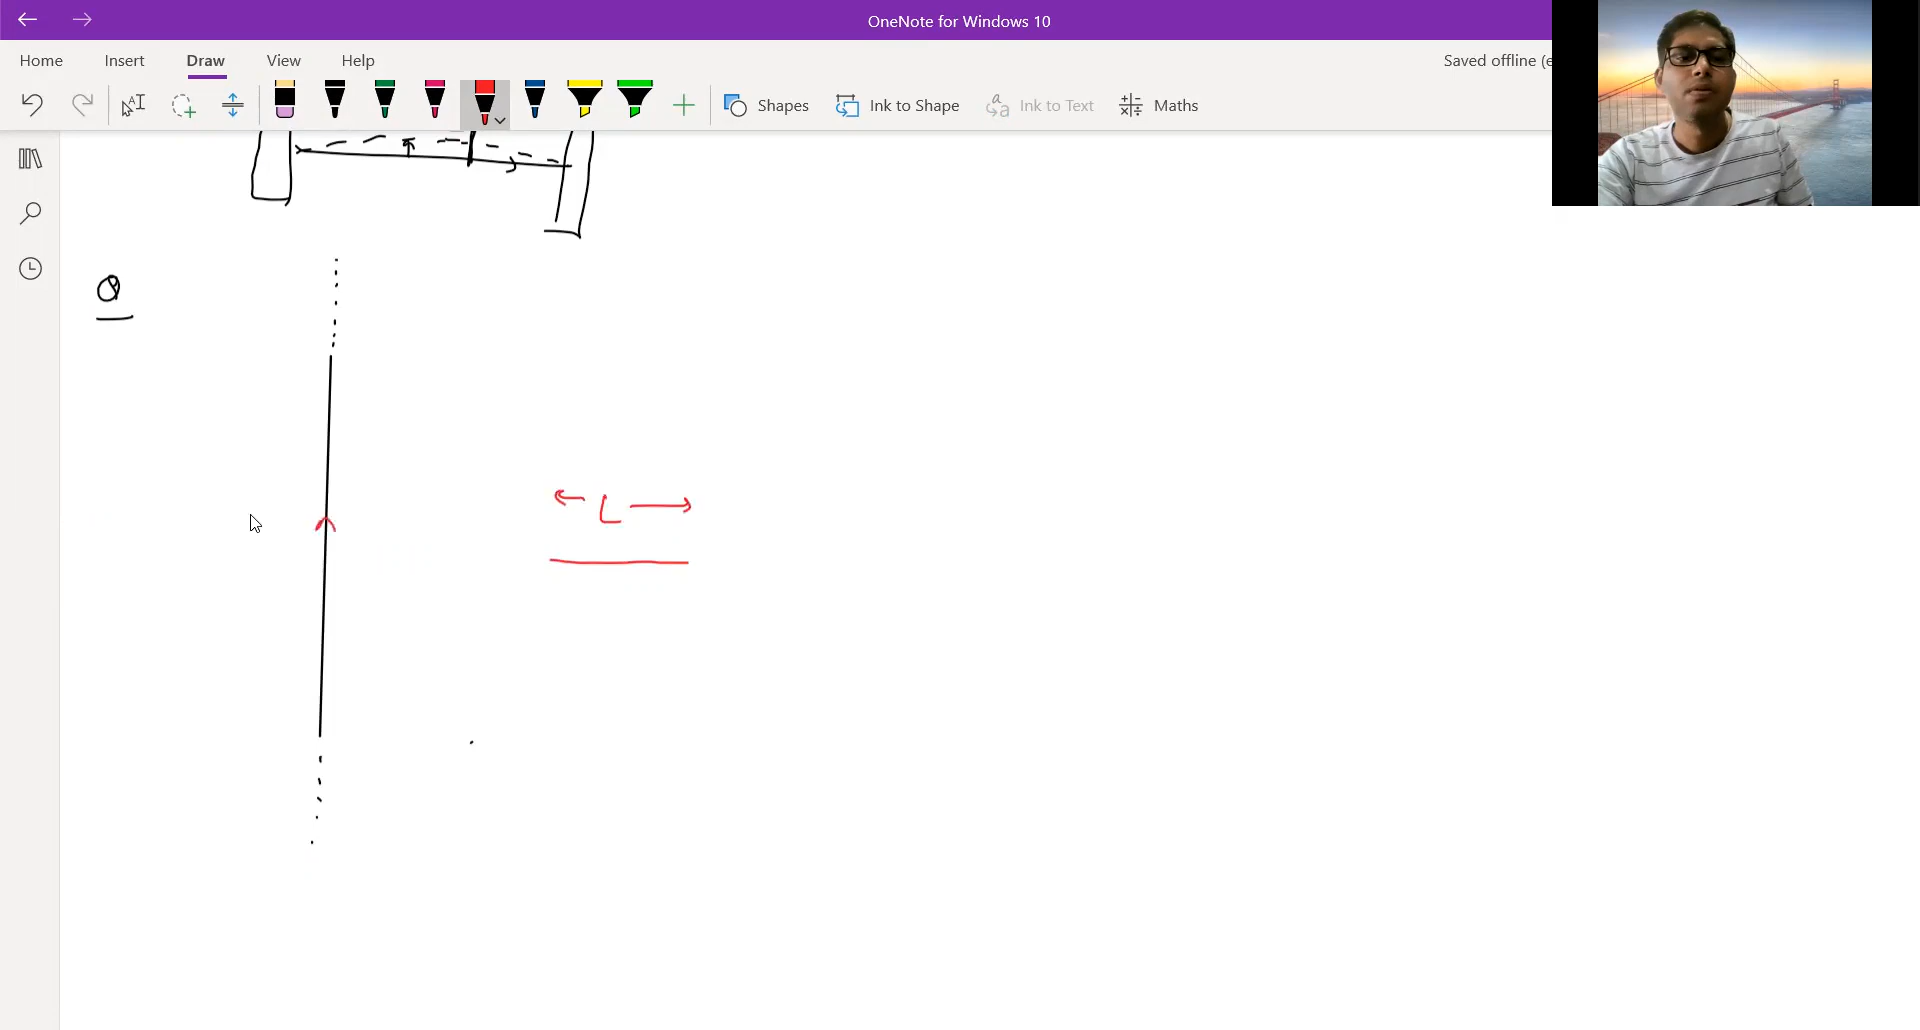 OneNote for Windows 10
Home Insert Draw View Help Saved offline (e
Shapes Ink to Shape Ink to Text Maths
Q
L